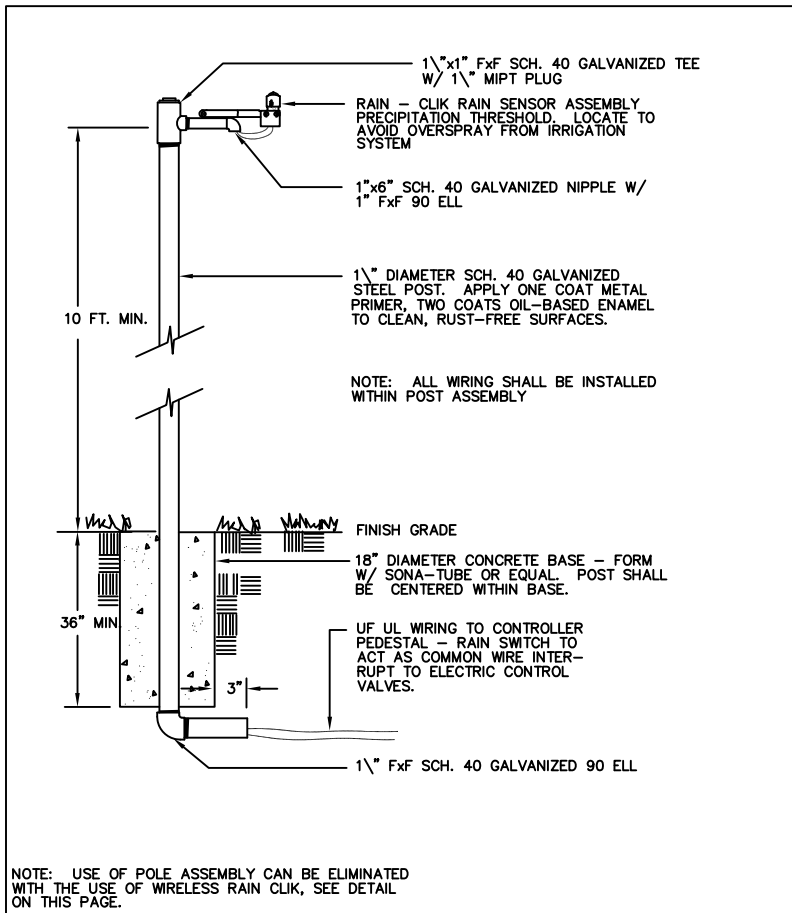 1\"x1" FxF SCH. 40 GALVANIZED TEE
W/ 1\" MIPT PLUG
RAIN – CLIK RAIN SENSOR ASSEMBLY
PRECIPITATION THRESHOLD. LOCATE TO
AVOID OVERSPRAY FROM IRRIGATION
SYSTEM
1"x6" SCH. 40 GALVANIZED NIPPLE W/
1" FxF 90 ELL
1\" DIAMETER SCH. 40 GALVANIZED
STEEL POST. APPLY ONE COAT METAL
PRIMER, TWO COATS OIL-BASED ENAMEL
TO CLEAN, RUST-FREE SURFACES.
10 FT. MIN.
NOTE: ALL WIRING SHALL BE INSTALLED
WITHIN POST ASSEMBLY
FINISH GRADE
18" DIAMETER CONCRETE BASE – FORM
W/ SONA-TUBE OR EQUAL. POST SHALL
BE CENTERED WITHIN BASE.
36" MIN.
UF UL WIRING TO CONTROLLER
PEDESTAL – RAIN SWITCH TO
ACT AS COMMON WIRE INTER-
RUPT TO ELECTRIC CONTROL
VALVES.
3"
1\" FxF SCH. 40 GALVANIZED 90 ELL
NOTE: USE OF POLE ASSEMBLY CAN BE ELIMINATED
WITH THE USE OF WIRELESS RAIN CLIK, SEE DETAIL
ON THIS PAGE.